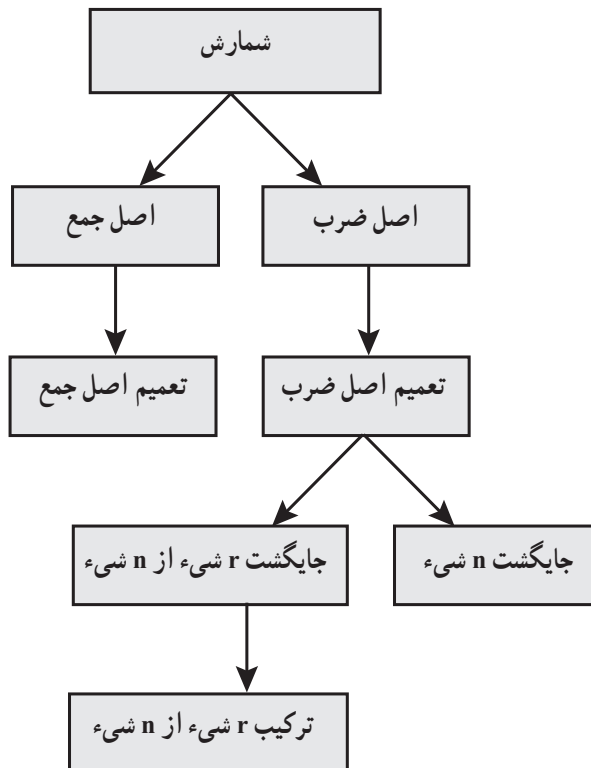 شمارش
اصل ضرب
اصل جمع
تعمیم اصل ضرب
تعمیم اصل جمع
جایگشت n شیء
جایگشت r شیء از n شیء
ترکیب r شیء از n شیء